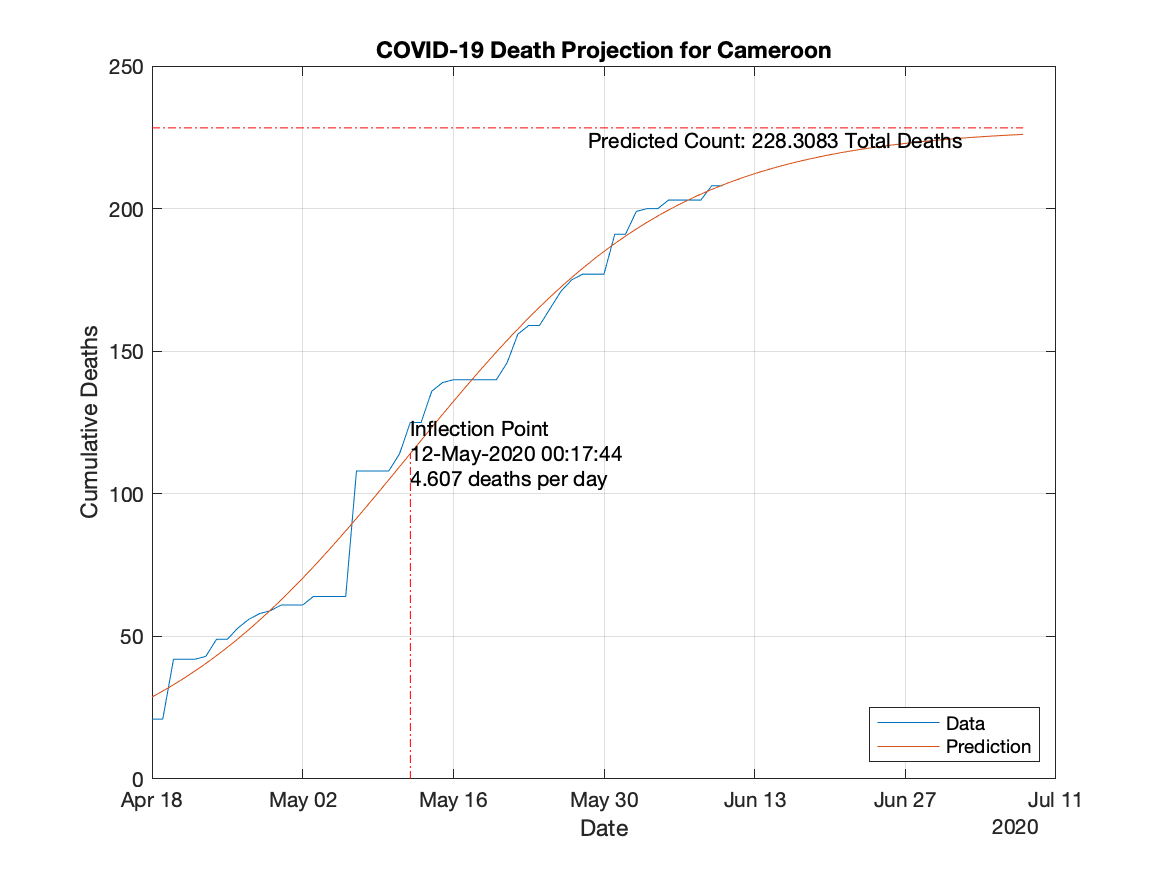 COVID-19 Death Projection for Cameroon
250
200
150
100
50
0
Cumulative Deaths
Predicted Count: 228.3083 Total Deaths
Inflection Point
12-May-2020 00:17:44
4.607 deaths per day
Data
Prediction
Apr 18 May 02 May 16 May 30 Jun 13 Jun 27 Jul 11
Date
2020